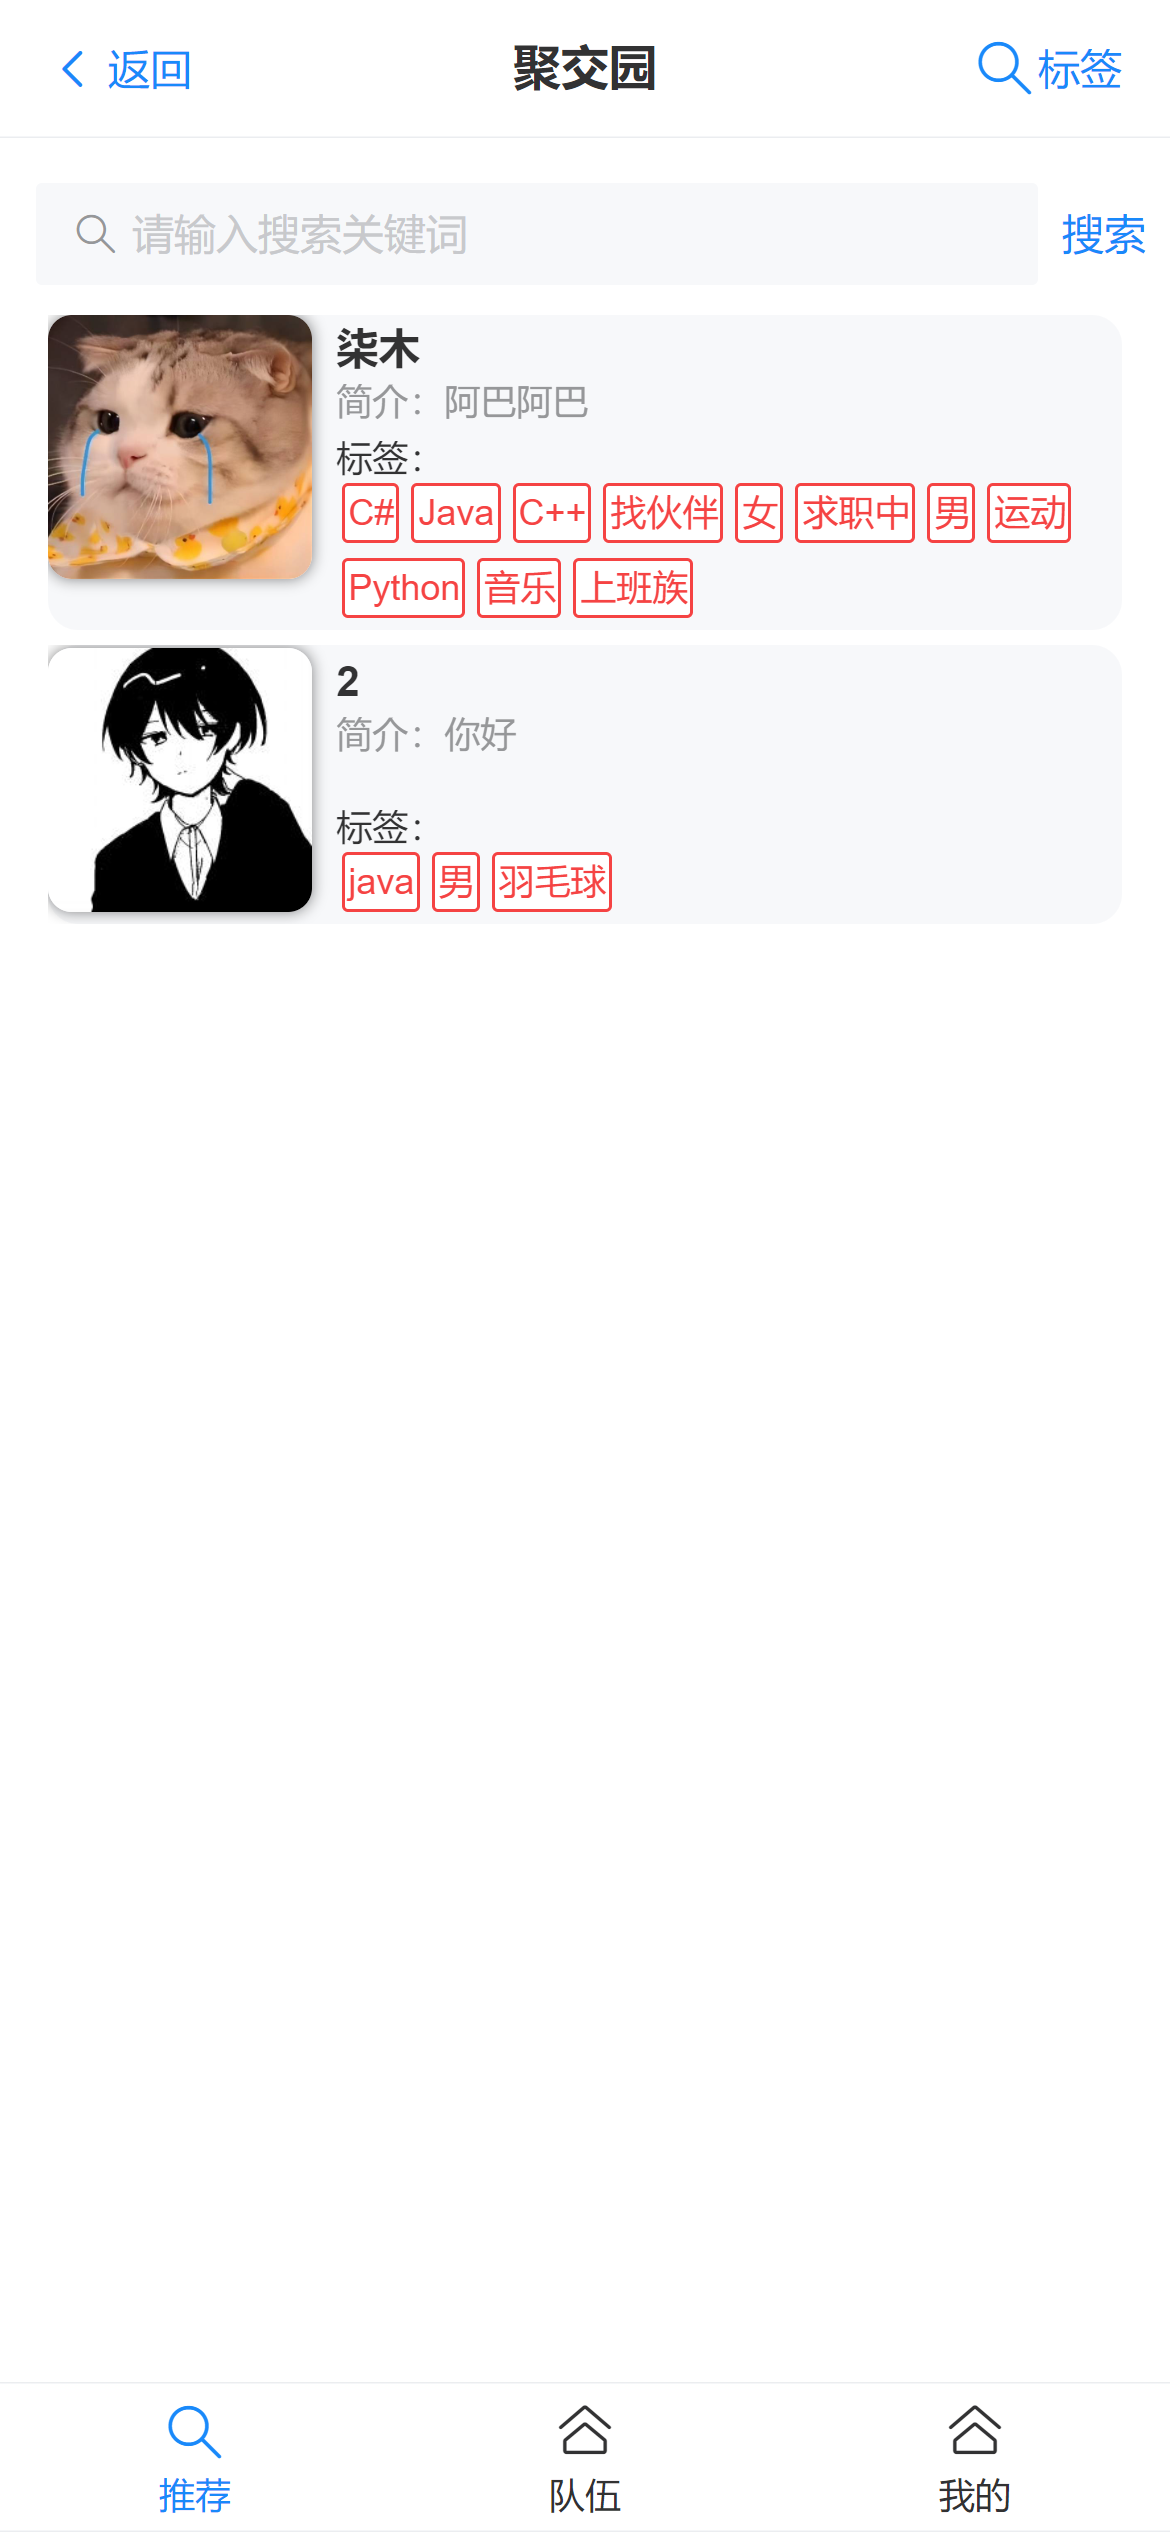 返回 聚交园 标签
请输入搜索关键词 搜索
柒木
简介：阿巴阿巴
标签：
C# Java C++ 找伙伴 女 求职中 男 运动
Python 音乐 上班族
2
简介：你好
标签：
java 男 羽毛球
推荐 队伍 我的